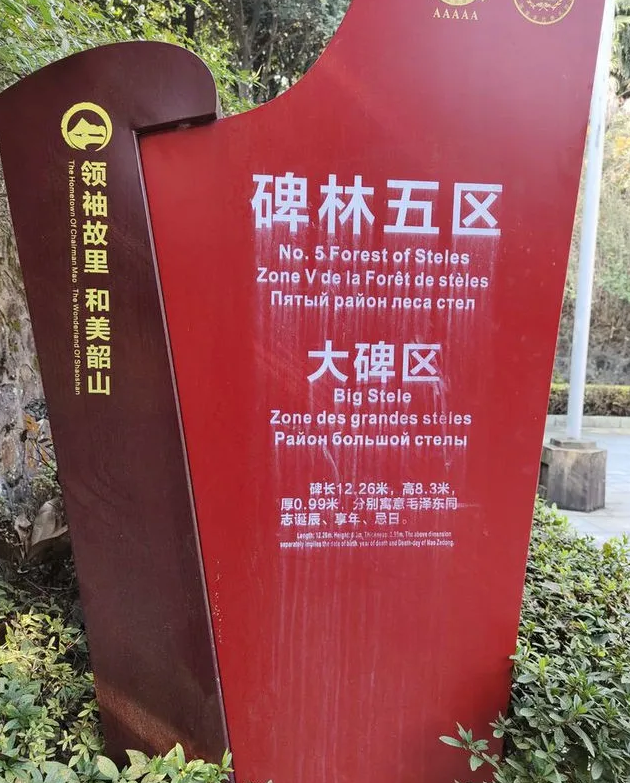 AAAAA
领袖故里 和美韶山
The Hometown Of Chairman Mao The Wonderland Of Shaoshan
碑林五区
No. 5 Forest of Steles
Zone V de la Forêt de stèles
Пятый район леса стел
大碑区
Big Stele
Zone des grandes stèles
Район большой стелы
碑长12.26米，高8.3米，
厚0.99米，分别寓意毛泽东同
志诞辰、享年、忌日。
Length: 12.26m, Height: 8.3m, Thickness: The above dimension
separately implies the date of birth, year of death and Death-day of Mao Zedong.